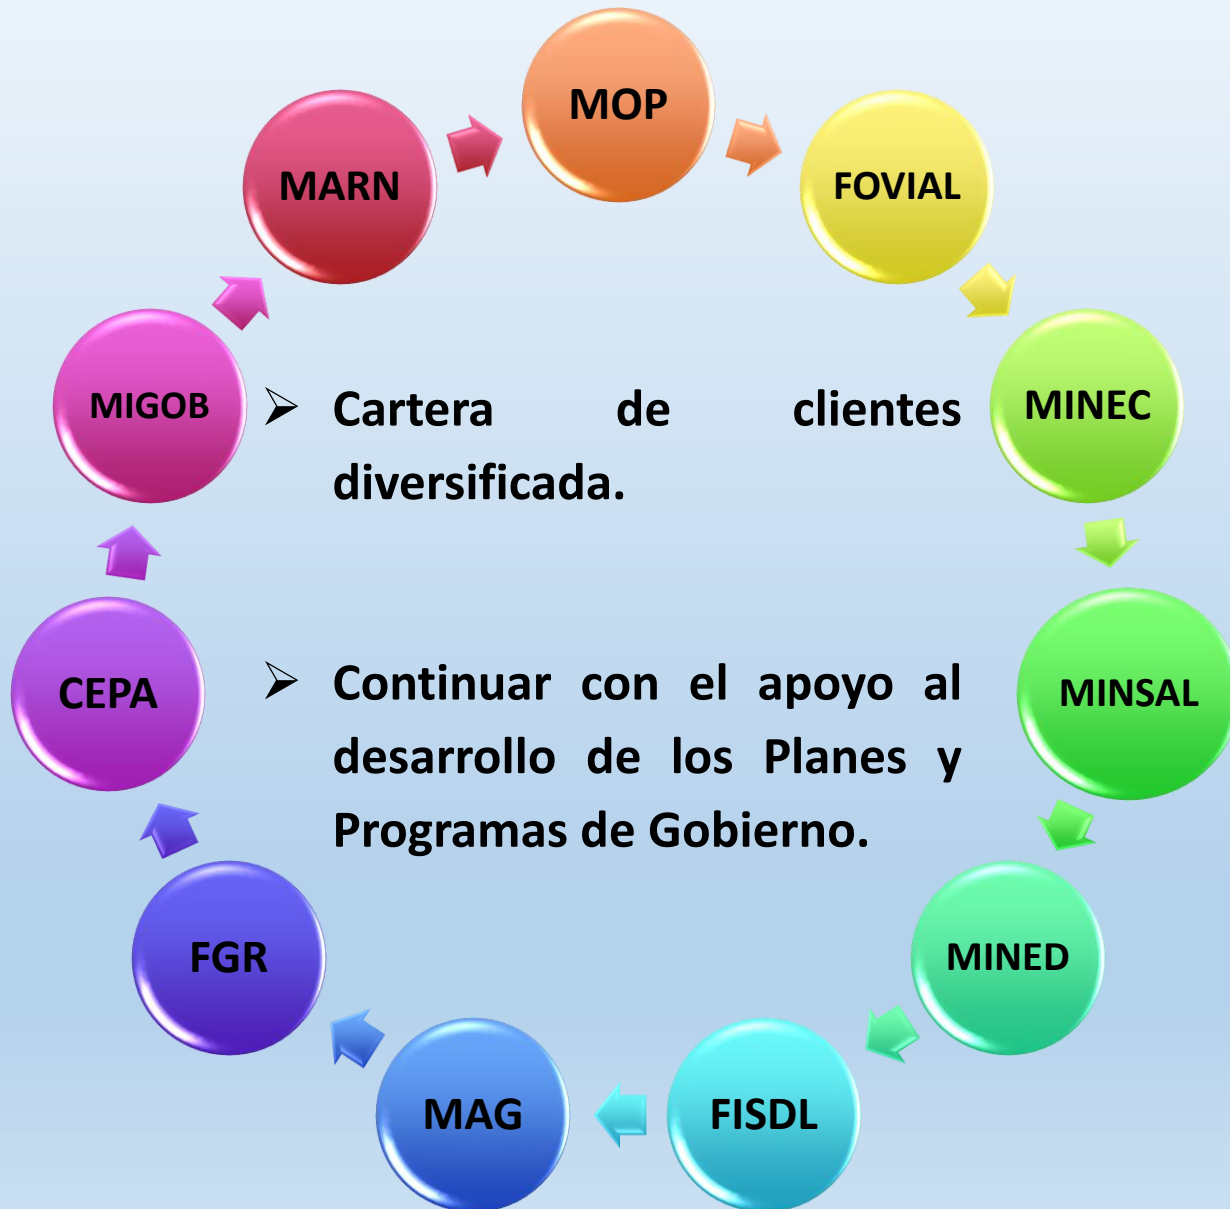 MOP
FOVIAL
MINEC
MINSAL
MINED
FISDL
MAG
FGR
CEPA
MIGOB
MARN
➢ Cartera de clientes
diversificada.
➢ Continuar con el apoyo al
desarrollo de los Planes y
Programas de Gobierno.